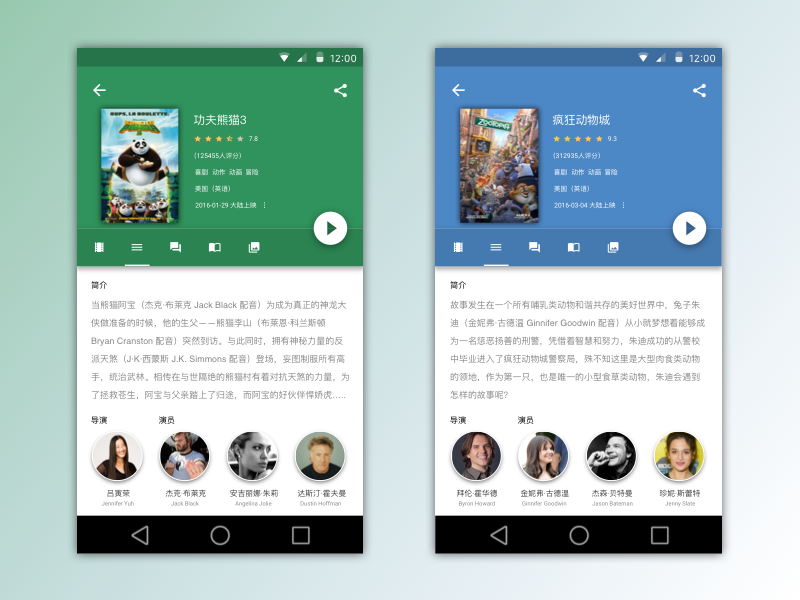 12:00
OOPS, LA ROULETTE.
功夫熊猫3
7.8
(125455人评分)
喜剧 动作 动画 冒险
美国（英语）
2016-01-29 大陆上映
简介
当熊猫阿宝（杰克·布莱克 Jack Black 配音）为成为真正的神龙大
侠做准备的时候，他的生父——熊猫李山（布莱恩·科兰斯顿
Bryan Cranston 配音）突然到访。与此同时，拥有神秘力量的反
派天煞（J·K·西蒙斯 J.K. Simmons 配音）登场，妄图制服所有高
手，统治武林。相传在与世隔绝的熊猫村有着对抗天煞的力量，为
了拯救苍生，阿宝与父亲踏上了归途，而阿宝的好伙伴悍娇虎.....
导演 演员
吕寅荣 杰克·布莱克 安吉丽娜·朱莉 达斯汀·霍夫曼
Jennifer Yuh Jack Black Angelina Jolie Dustin Hoffman
12:00
ZOOTOPIA
疯狂动物城
9.3
(312935人评分)
喜剧 动作 动画 冒险
美国（英语）
2016-03-04 大陆上映
简介
故事发生在一个所有哺乳类动物和谐共存的美好世界中，兔子朱
迪（金妮弗·古德温 Ginnifer Goodwin 配音）从小就梦想着能够成
为一名惩恶扬善的刑警，凭借着智慧和努力，朱迪成功的从警校
中毕业进入了疯狂动物城警察局，殊不知这里是大型肉食类动物
的领地，作为第一只，也是唯一的小型食草类动物，朱迪会遇到
怎样的故事呢?
导演 演员
拜伦·霍华德 金妮弗·古德温 杰森·贝特曼 珍妮·斯蕾特
Byron Howard Ginnifer Goodwin Jason Bateman Jenny Slate